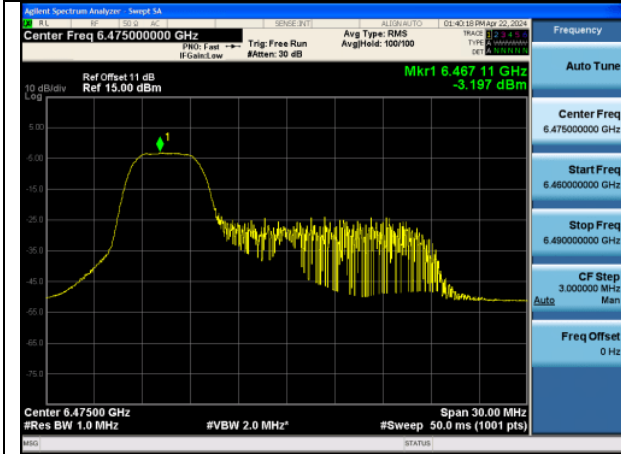 Agilent Spectrum Analyzer - Swept SA
RL RF 50 Ω AC SENSE:INT ALIGNAUTO 01:40:18 PM Apr 22, 2024
Center Freq 6.475000000 GHz
PNO: Fast
IFGain:Low
Trig: Free Run
#Atten: 30 dB
Avg Type: RMS
Avg|Hold: 100/100
TRACE 1 2 3 4 5 6
TYPE A
DET A N N N N N
Ref Offset 11 dB
10 dB/div Ref 15.00 dBm
Log
Mkr1 6.467 11 GHz
-3.197 dBm
1
5.00
-5.00
-15.0
-25.0
-35.0
-45.0
-55.0
-65.0
-75.0
Center 6.47500 GHz Span 30.00 MHz
#Res BW 1.0 MHz #VBW 2.0 MHz* #Sweep 50.0 ms (1001 pts)
MSG STATUS
Frequency
Auto Tune
Center Freq
6.475000000 GHz
Start Freq
6.460000000 GHz
Stop Freq
6.490000000 GHz
CF Step
3.000000 MHz
Auto Man
Freq Offset
0 Hz